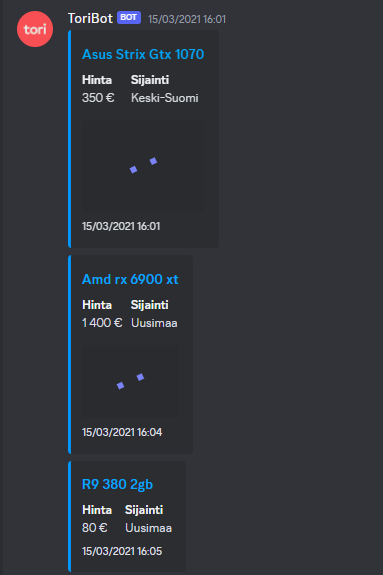 tori
ToriBot BOT 15/03/2021 16:01
Asus Strix Gtx 1070
Hinta Sijainti
350 € Keski-Suomi
15/03/2021 16:01
Amd rx 6900 xt
Hinta Sijainti
1 400 € Uusimaa
15/03/2021 16:04
R9 380 2gb
Hinta Sijainti
80 € Uusimaa
15/03/2021 16:05